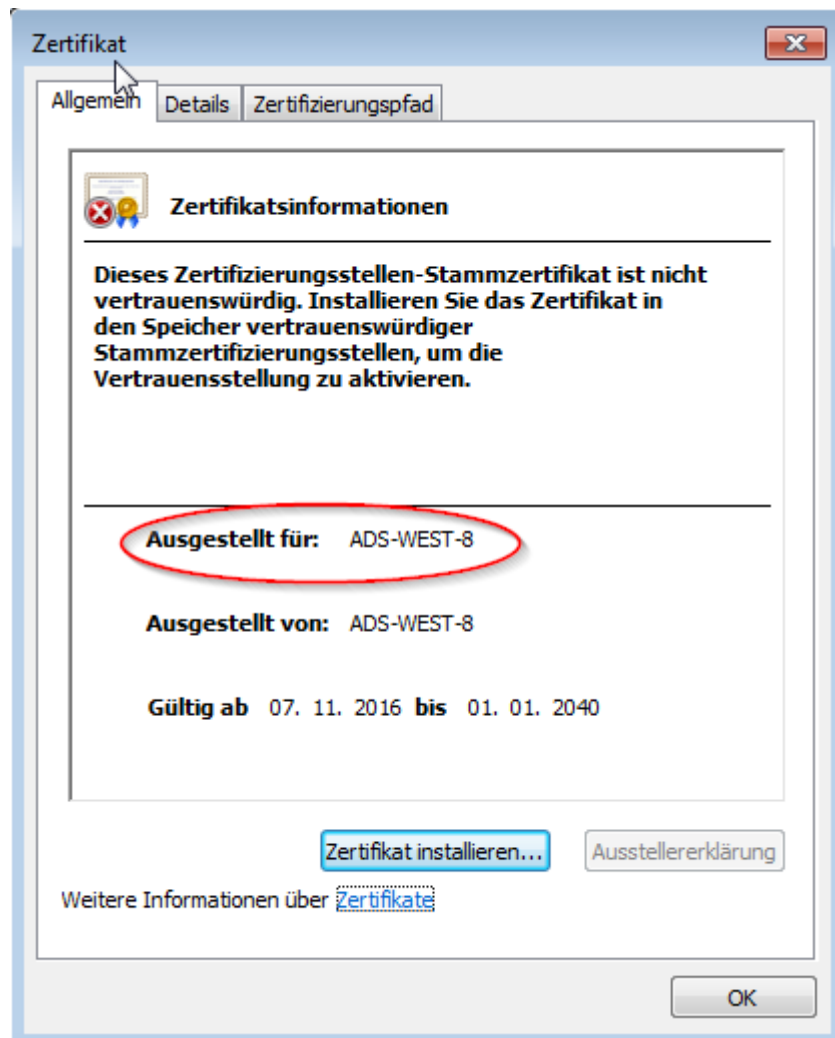 Zertifikat
Allgemein Details Zertifizierungspfad
Zertifikatsinformationen
Dieses Zertifizierungsstellen-Stammzertifikat ist nicht
vertrauenswürdig. Installieren Sie das Zertifikat in
den Speicher vertrauenswürdiger
Stammzertifizierungsstellen, um die
Vertrauensstellung zu aktivieren.
Ausgestellt für: ADS-WEST-8
Ausgestellt von: ADS-WEST-8
Gültig ab 07. 11. 2016 bis 01. 01. 2040
Zertifikat installieren... Ausstellererklärung
Weitere Informationen über Zertifikate
OK